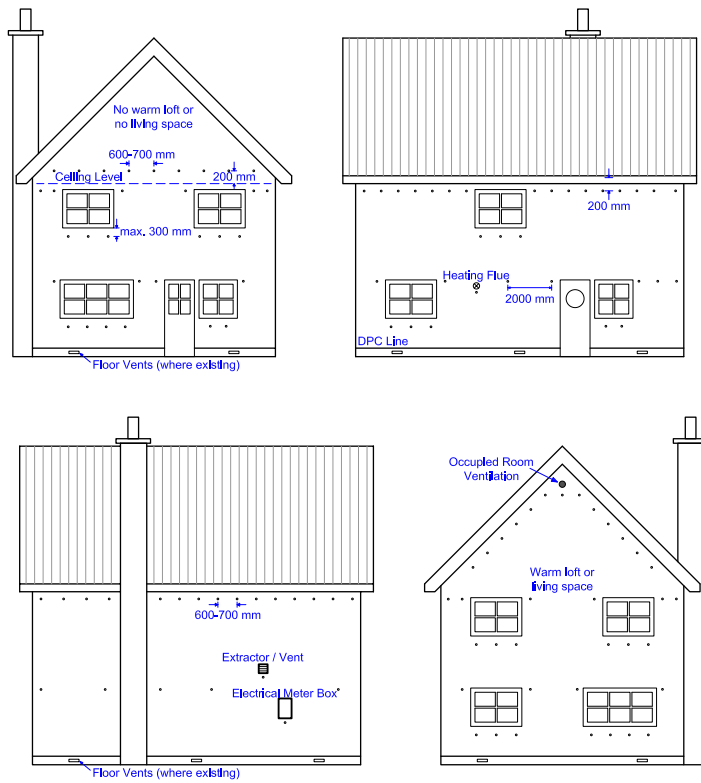 No warm loft or
no living space
600-700 mm
Ceiling Level
200 mm
max. 300 mm
Floor Vents (where existing)
200 mm
Heating Flue
2000 mm
DPC Line
600-700 mm
Extractor / Vent
Electrical Meter Box
Floor Vents (where existing)
Occupied Room
Ventilation
Warm loft or
living space